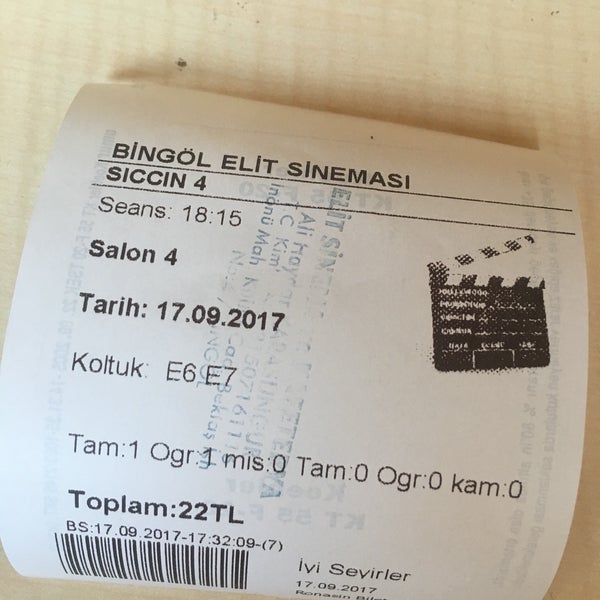 BİNGÖL ELİT SİNEMASI
SICCIN 4
Seans: 18:15
Salon 4
Tarih: 17.09.2017
Koltuk: E6 E7
Tam:1 Ogr:1 mis:0 Tam:0 Ogr:0 kam:0
Toplam:22TL
BS:17.09.2017-17:32:09-(7)
İyi Seyirler
17.09.2017